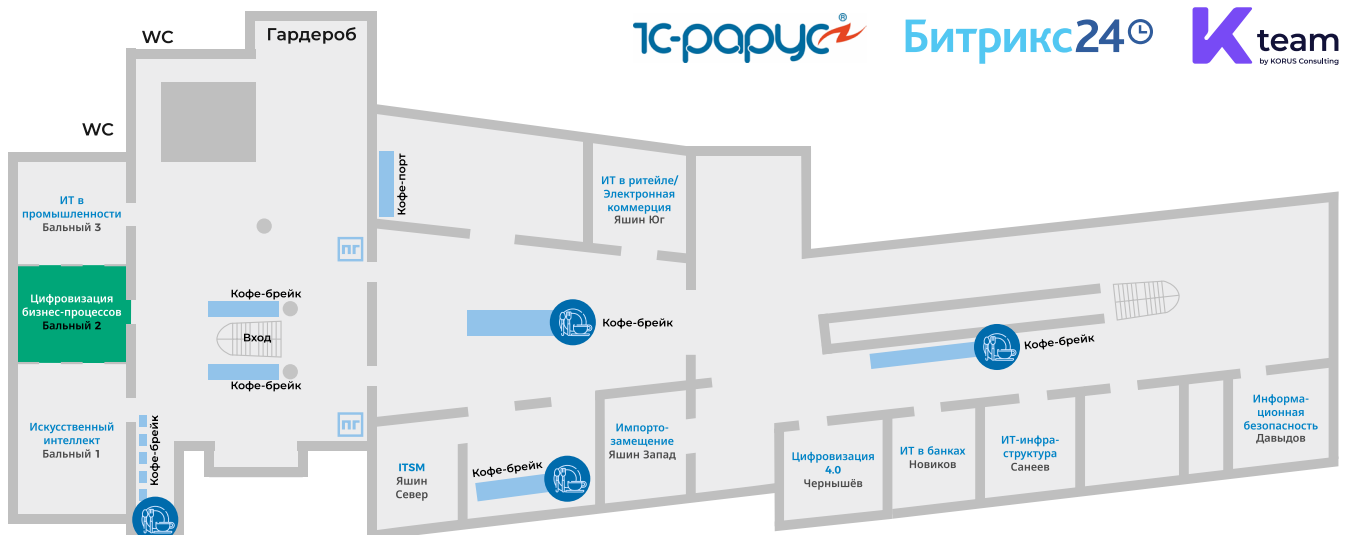 1С-рарус®
Битрикс24
K team
by KORUS Consulting
WC
Гардероб
WC
ИТ в
промышленности
Бальный 3
Цифровизация
бизнес-процессов
Бальный 2
Искусственный
интеллект
Бальный 1
Кофе-брейк
Кофе-брейк
Вход
Кофе-брейк
ПГ
ПГ
Кофе-порт
ИТ в ритейле/
Электронная
коммерция
Яшин Юг
Кофе-брейк
Кофе-брейк
ITSM
Яшин
Север
Кофе-брейк
Импорто-
замещение
Яшин Запад
Цифровизация
4.0
Чернышёв
ИТ в банках
Новиков
ИТ-инфра-
структура
Санеев
Информа-
ционная
безопасность
Давыдов